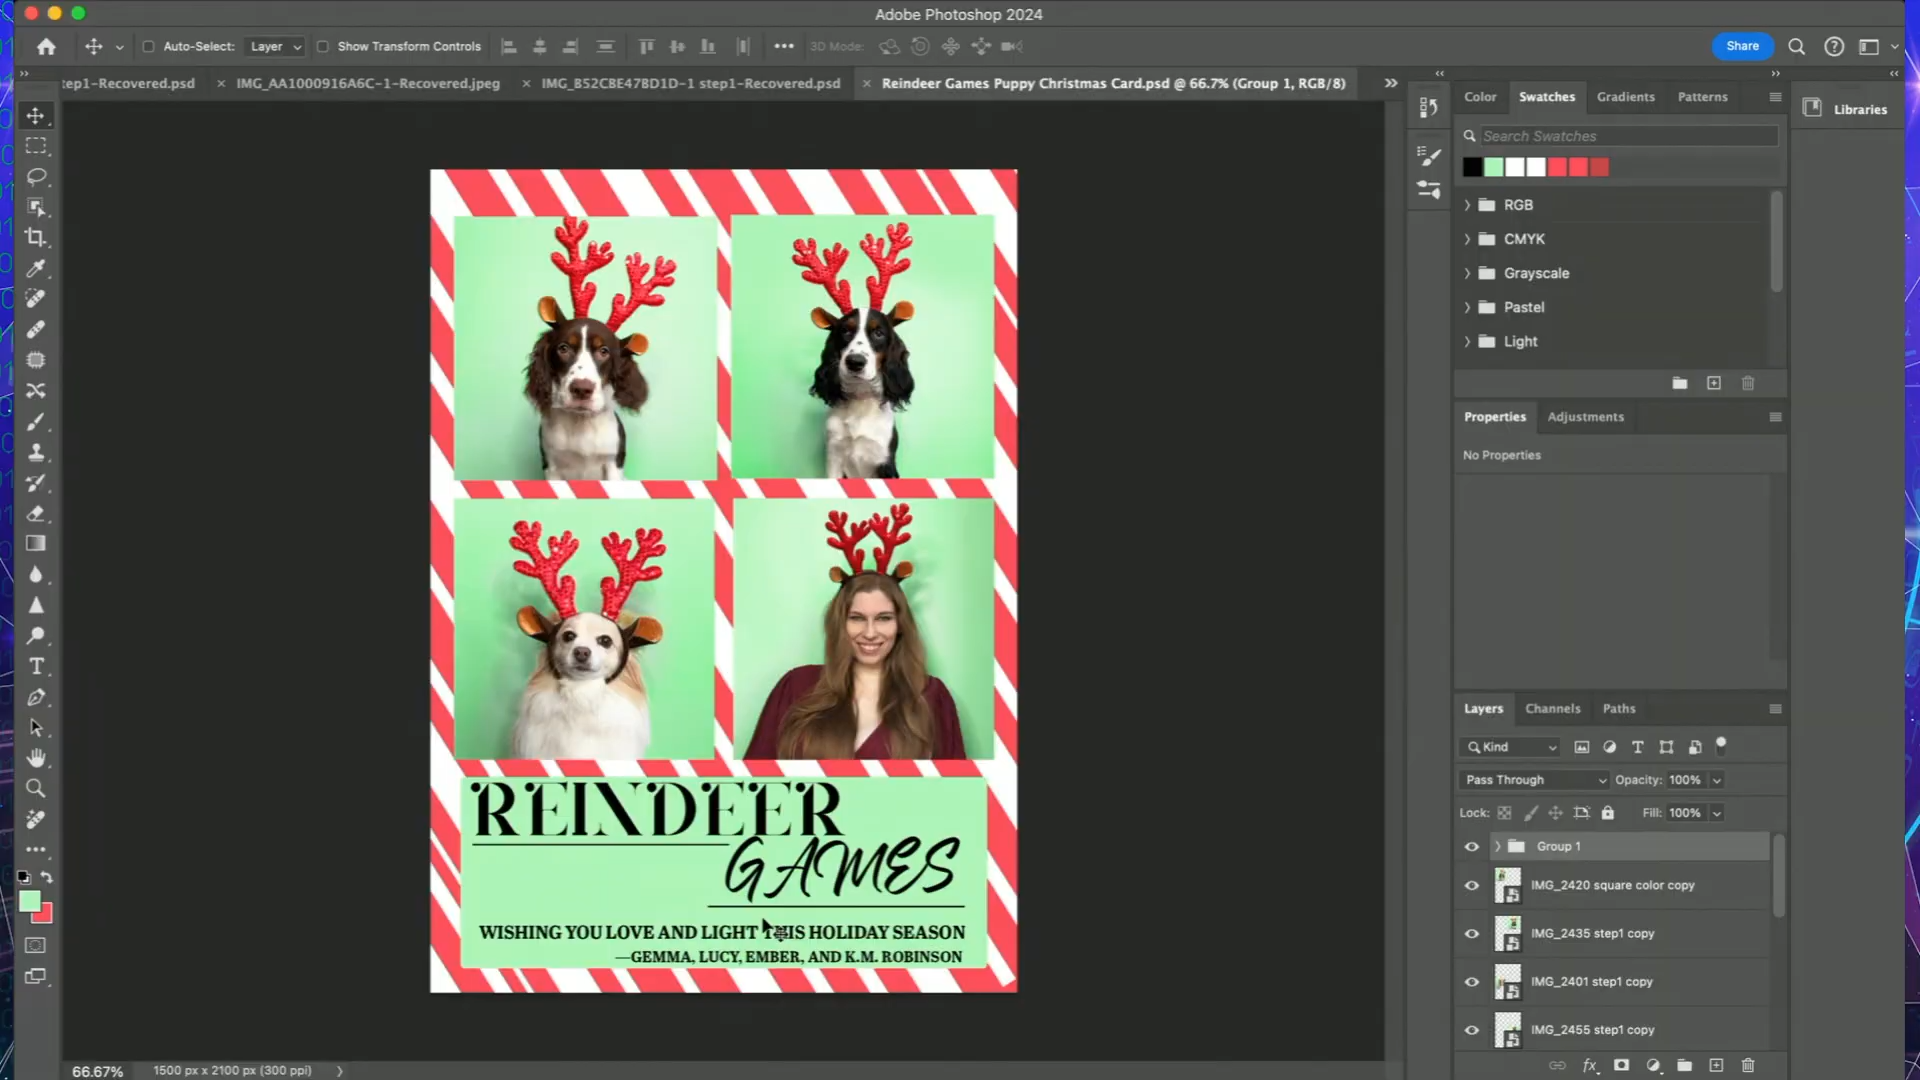 Adobe Photoshop 2024
Auto-Select: Layer Show Transform Controls 3D Mode: Share
tep1-Recovered.psd IMG_AA1000916A6C-1-Recovered.jpeg IMG_B52CBE47BD1D-1 step1-Recovered.psd Reindeer Games Puppy Christmas Card.psd @ 66.7% (Group 1, RGB/8)
Color Swatches Gradients Patterns
Libraries
Search Swatches
RGB
CMYK
Grayscale
Pastel
Light
Properties Adjustments
No Properties
Layers Channels Paths
Kind
Pass Through Opacity: 100%
Lock: Fill: 100%
Group 1
IMG_2420 square color copy
IMG_2435 step1 copy
IMG_2401 step1 copy
IMG_2455 step1 copy
REINDEER
GAMES
WISHING YOU LOVE AND LIGHT THIS HOLIDAY SEASON
—GEMMA, LUCY, EMBER, AND K.M. ROBINSON
66.67% 1500 px x 2100 px (300 ppi)